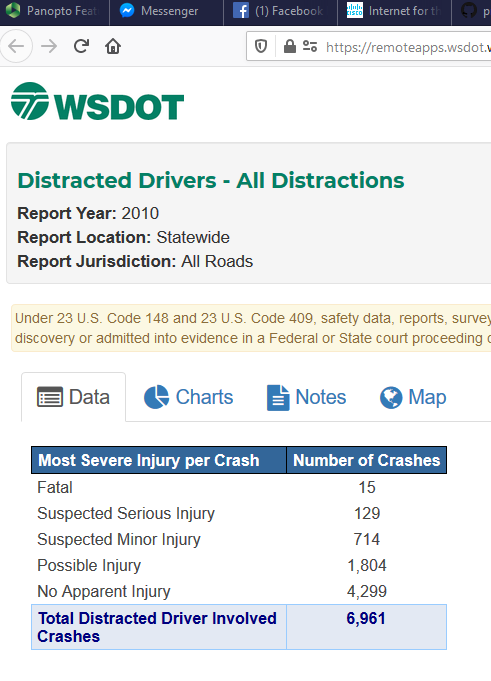 Panopto Feat
Messenger
(1) Facebook
Internet for th
p
https://remoteapps.wsdot.w
WSDOT
Distracted Drivers - All Distractions
Report Year: 2010
Report Location: Statewide
Report Jurisdiction: All Roads
Under 23 U.S. Code 148 and 23 U.S. Code 409, safety data, reports, survey
discovery or admitted into evidence in a Federal or State court proceeding
Data Charts Notes Map
Most Severe Injury per Crash Number of Crashes
Fatal 15
Suspected Serious Injury 129
Suspected Minor Injury 714
Possible Injury 1,804
No Apparent Injury 4,299
Total Distracted Driver Involved 6,961
Crashes